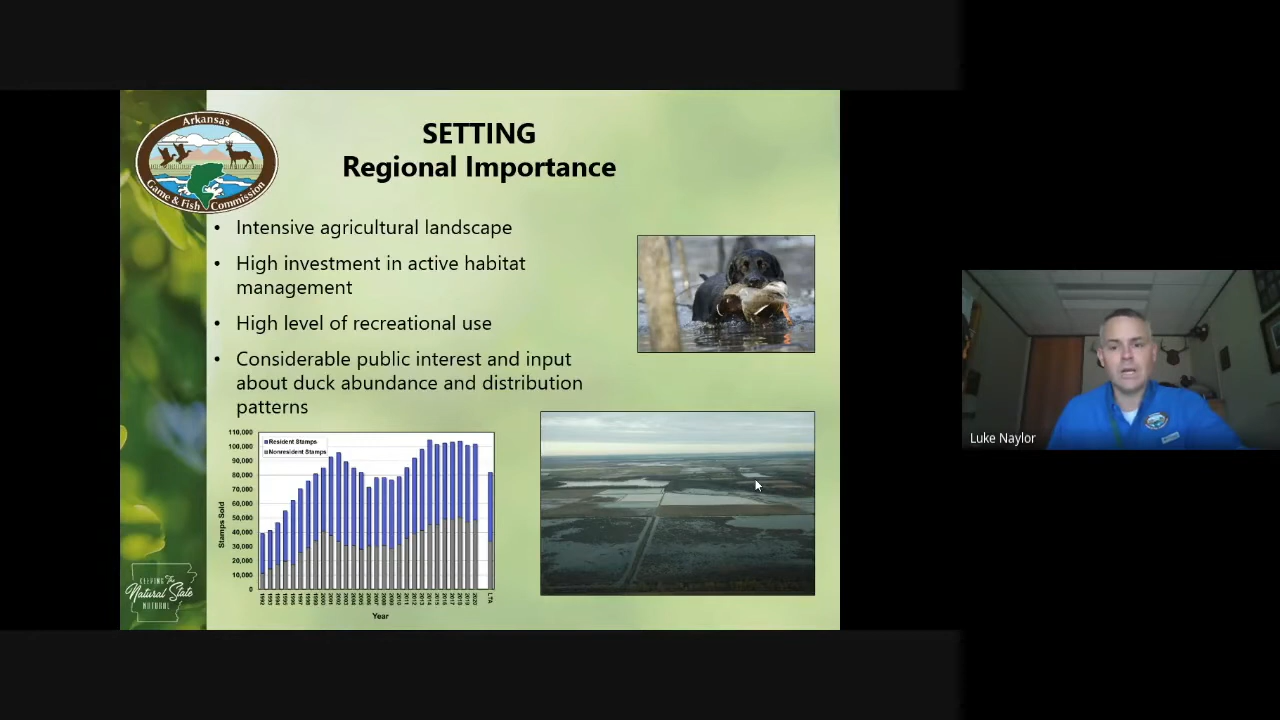 Arkansas
Game & Fish Commission
SETTING
Regional Importance
• Intensive agricultural landscape
• High investment in active habitat
management
• High level of recreational use
• Considerable public interest and input
about duck abundance and distribution
patterns
110,000
100,000
90,000
80,000
70,000
60,000
50,000
40,000
30,000
20,000
10,000
0
Stamps Sold
Resident Stamps
Nonresident Stamps
LTA
Year
KEEPING The
Natural State
NATURAL
Luke Naylor